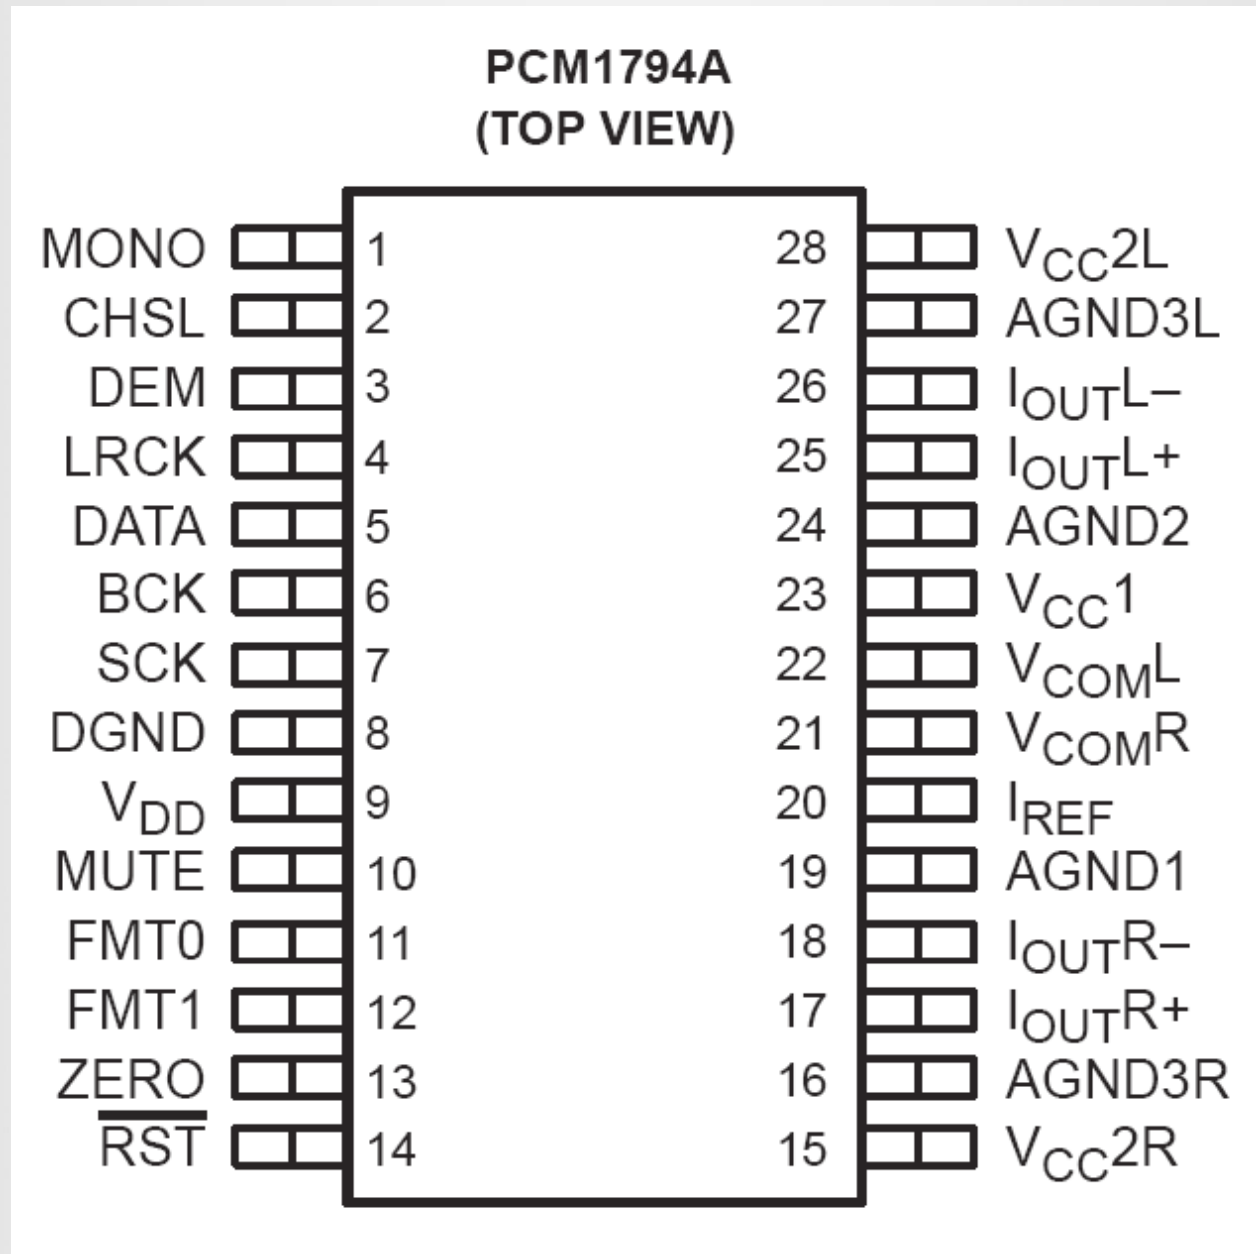 PCM1794A
(TOP VIEW)
MONO 1 28 VCC2L
CHSL 2 27 AGND3L
DEM 3 26 IOUTL–
LRCK 4 25 IOUTL+
DATA 5 24 AGND2
BCK 6 23 VCC1
SCK 7 22 VCOML
DGND 8 21 VCOMR
VDD 9 20 IREF
MUTE 10 19 AGND1
FMT0 11 18 IOUTR–
FMT1 12 17 IOUTR+
ZERO 13 16 AGND3R
RST 14 15 VCC2R